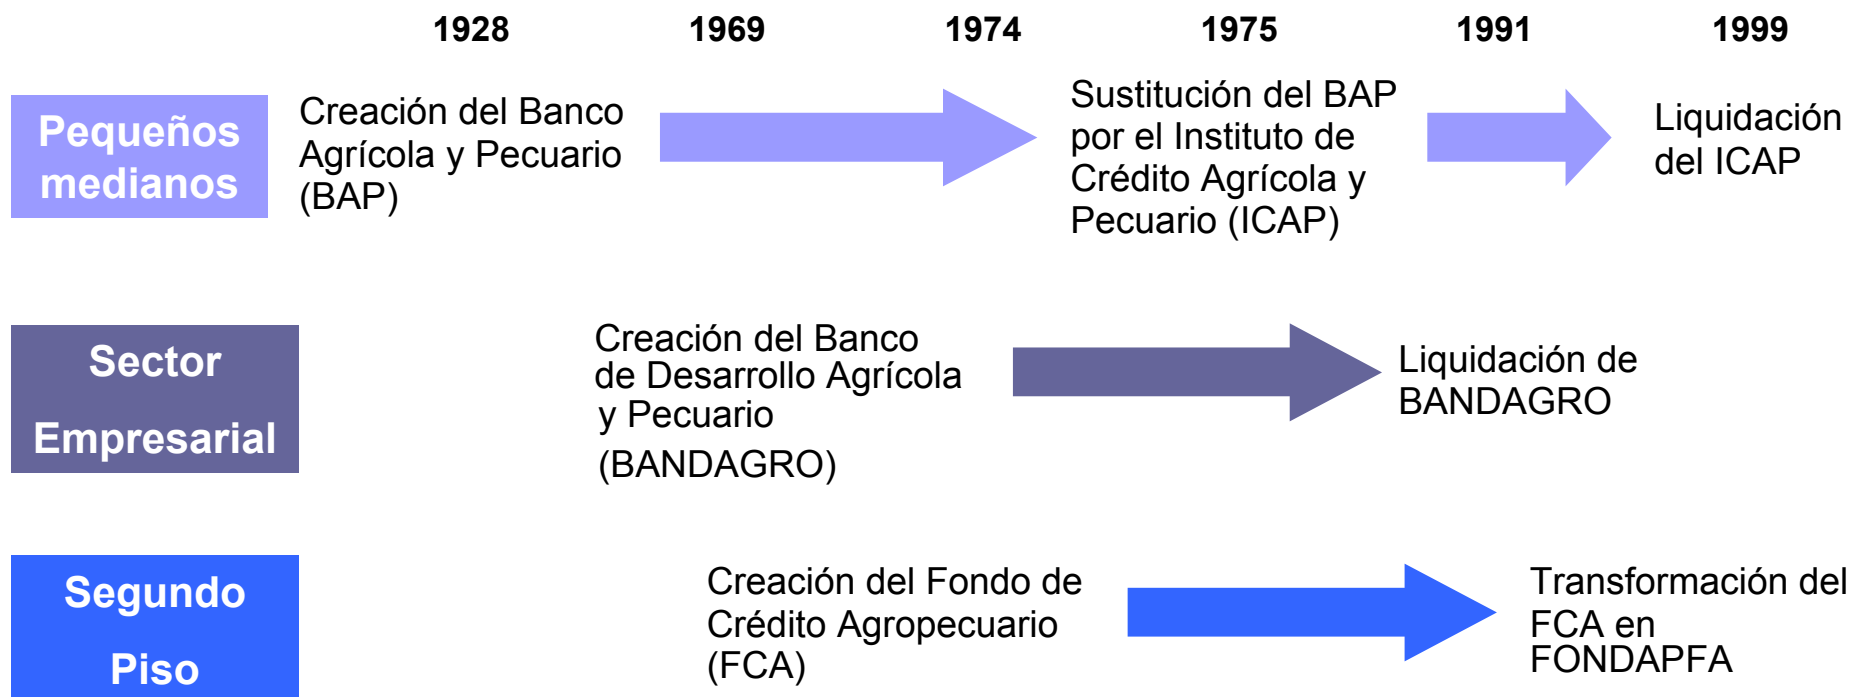 1928 1969 1974 1975 1991 1999
Pequeños
medianos
Creación del Banco
Agrícola y Pecuario
(BAP)
Sustitución del BAP
por el Instituto de
Crédito Agrícola y
Pecuario (ICAP)
Liquidación
del ICAP
Sector
Empresarial
Creación del Banco
de Desarrollo Agrícola
y Pecuario
(BANDAGRO)
Liquidación de
BANDAGRO
Segundo
Piso
Creación del Fondo de
Crédito Agropecuario
(FCA)
Transformación del
FCA en
FONDAPFA